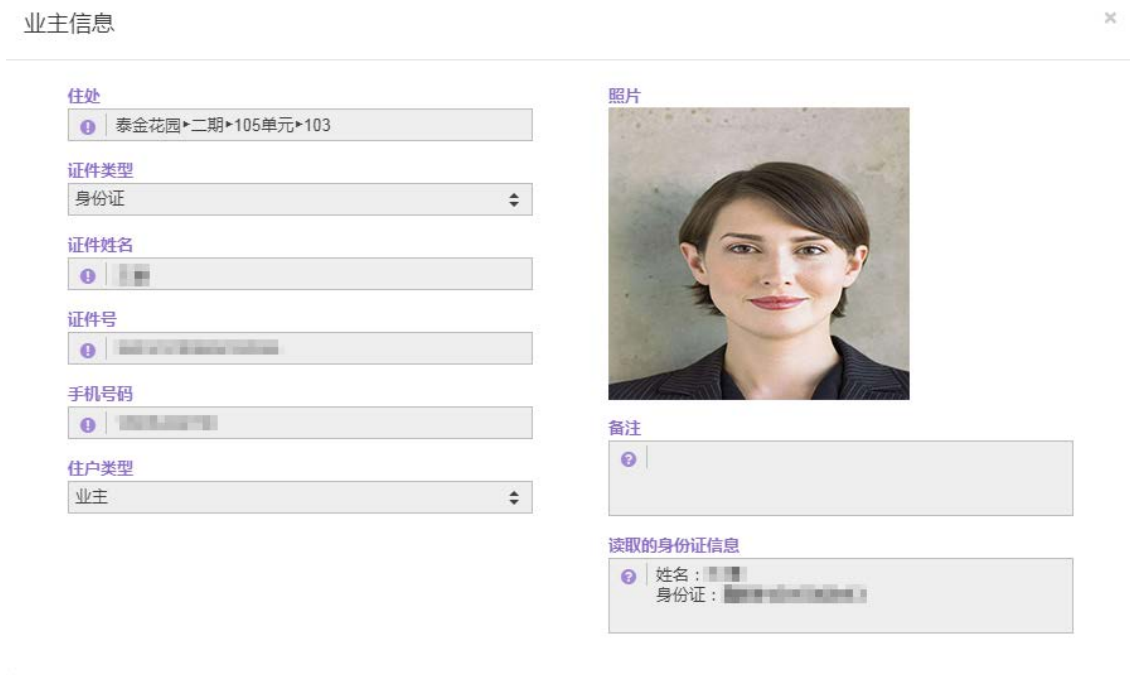 业主信息
×
住处
泰金花园▸二期▸105单元▸103
证件类型
身份证
证件姓名
证件号
手机号码
住户类型
业主
照片
备注
读取的身份证信息
姓名：
身份证：